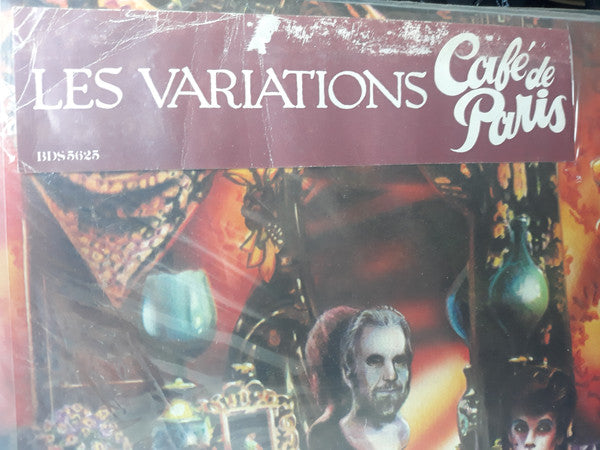 LES VARIATIONS
Café de
Paris
BDS 5625